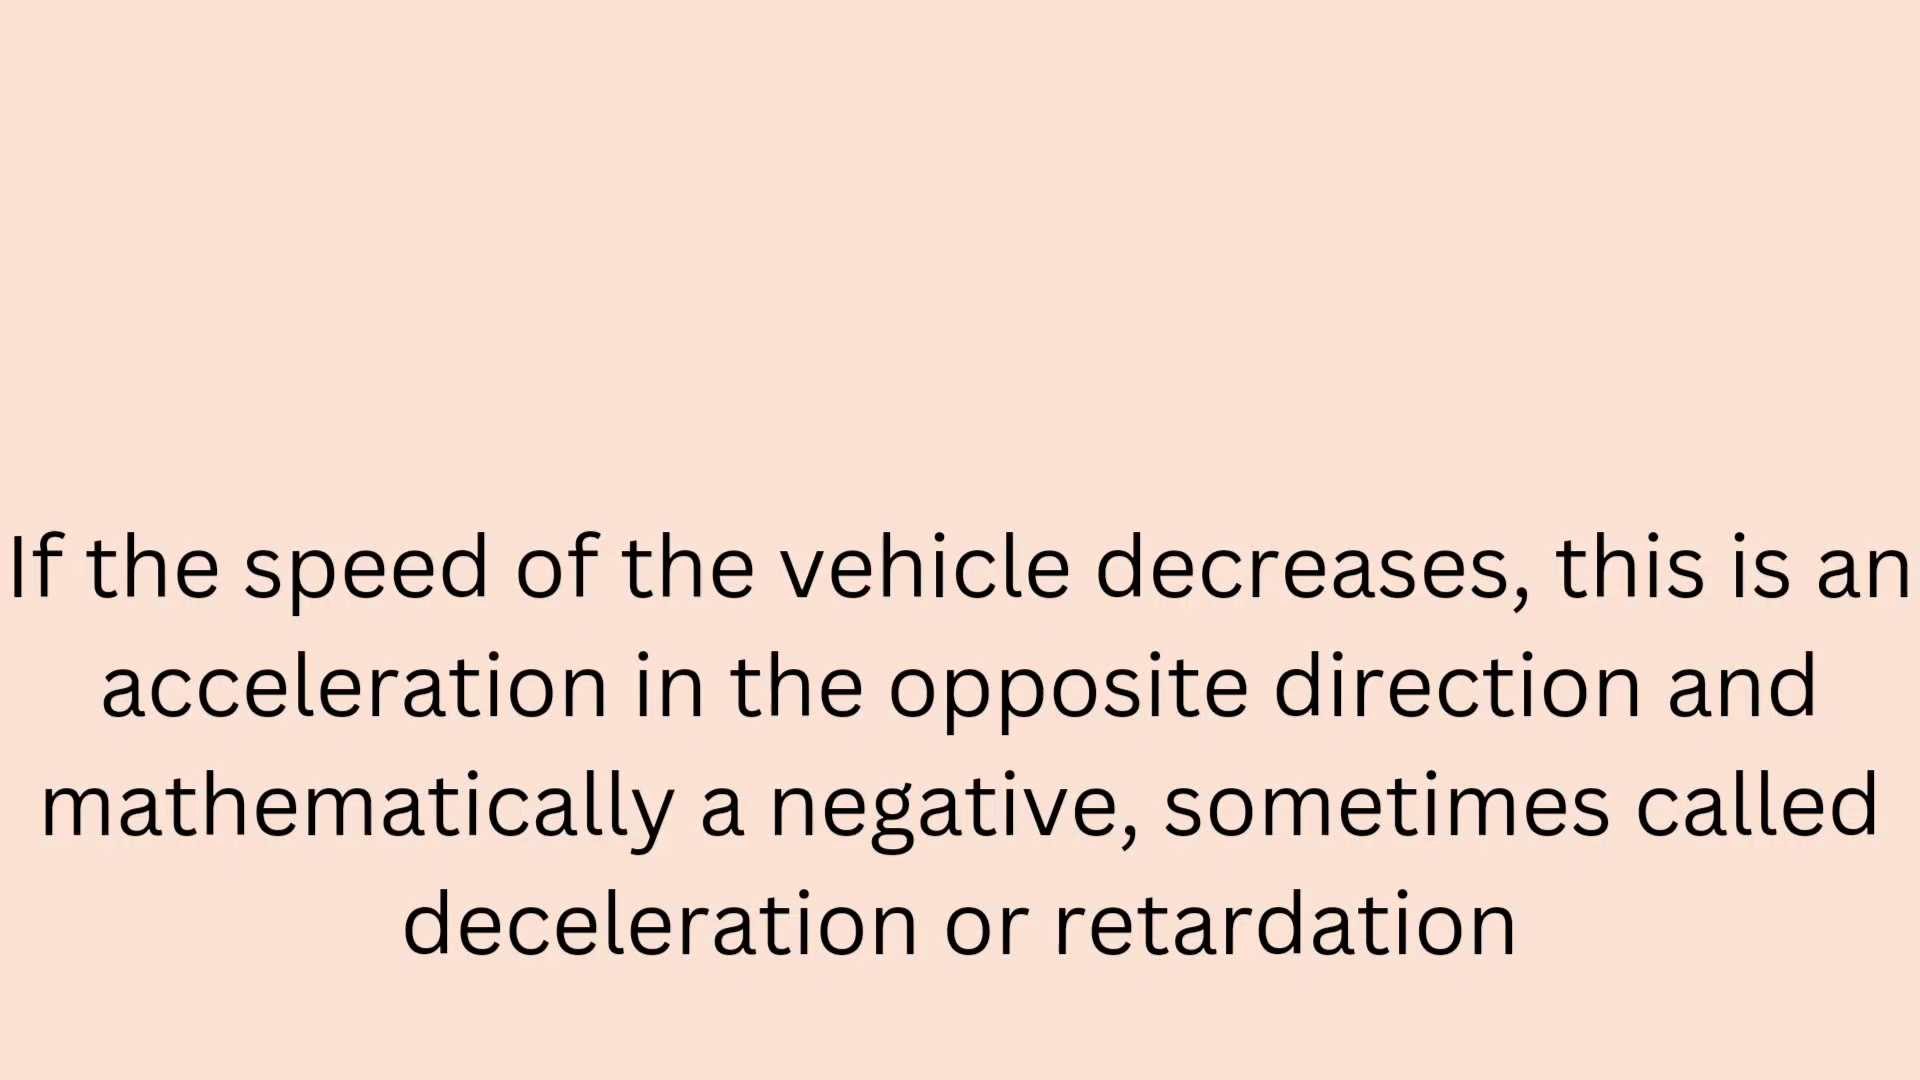 If the speed of the vehicle decreases, this is an
acceleration in the opposite direction and
mathematically a negative, sometimes called
deceleration or retardation